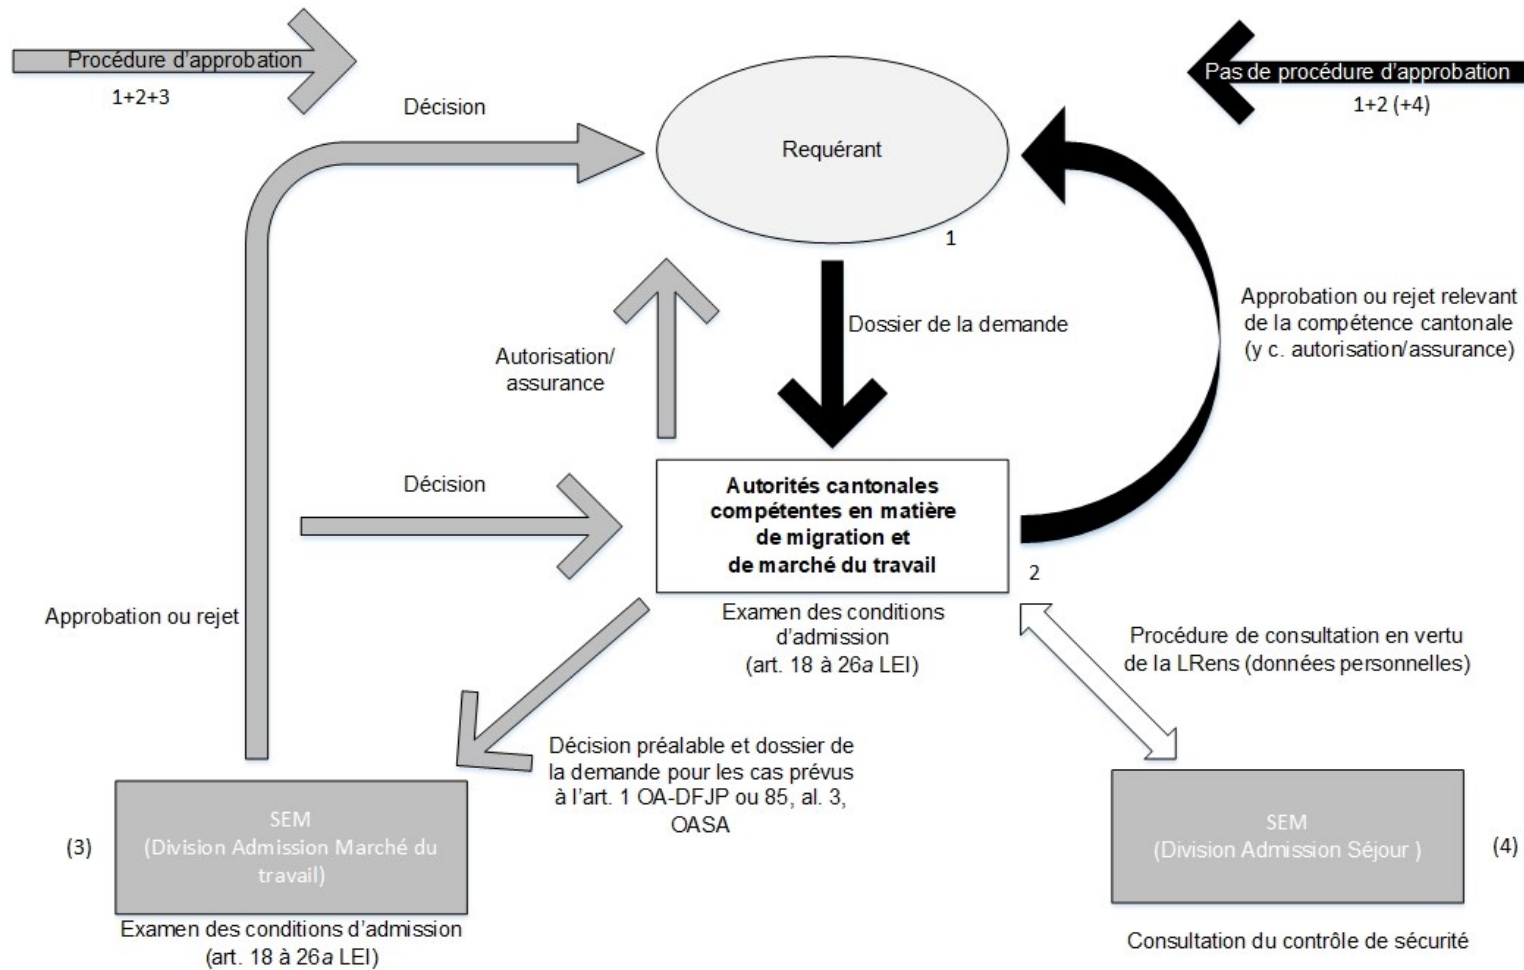 Procédure d'approbation
1+2+3
Pas de procédure d'approbation
1+2 (+4)
Décision
Requérant
1
Dossier de la demande
Autorisation/
assurance
Approbation ou rejet relevant
de la compétence cantonale
(y c. autorisation/assurance)
Décision
Autorités cantonales
compétentes en matière
de migration et
de marché du travail
2
Examen des conditions
d'admission
(art. 18 à 26a LEI)
Approbation ou rejet
Procédure de consultation en vertu
de la LRens (données personnelles)
Décision préalable et dossier de
la demande pour les cas prévus
à l'art. 1 OA-DFJP ou 85, al. 3,
OASA
(3)
SEM
(Division Admission Marché du
travail)
Examen des conditions d'admission
(art. 18 à 26a LEI)
SEM
(Division Admission Séjour )
(4)
Consultation du contrôle de sécurité